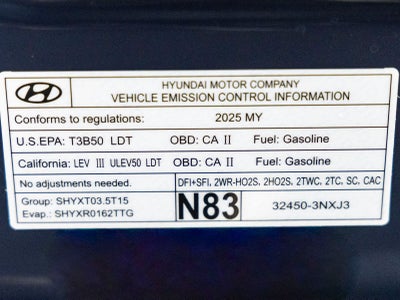 HYUNDAI MOTOR COMPANY
VEHICLE EMISSION CONTROL INFORMATION
Conforms to regulations: 2025 MY
U.S.EPA: T3B50 LDT OBD: CA II Fuel: Gasoline
California: LEV III ULEV50 LDT OBD: CA II Fuel: Gasoline
No adjustments needed. DFI+SFI, 2WR-HO2S, 2HO2S, 2TWC, 2TC, SC, CAC
Group: SHYXT03.5T15
Evap.: SHYXR0162TTG
N83
32450-3NXJ3